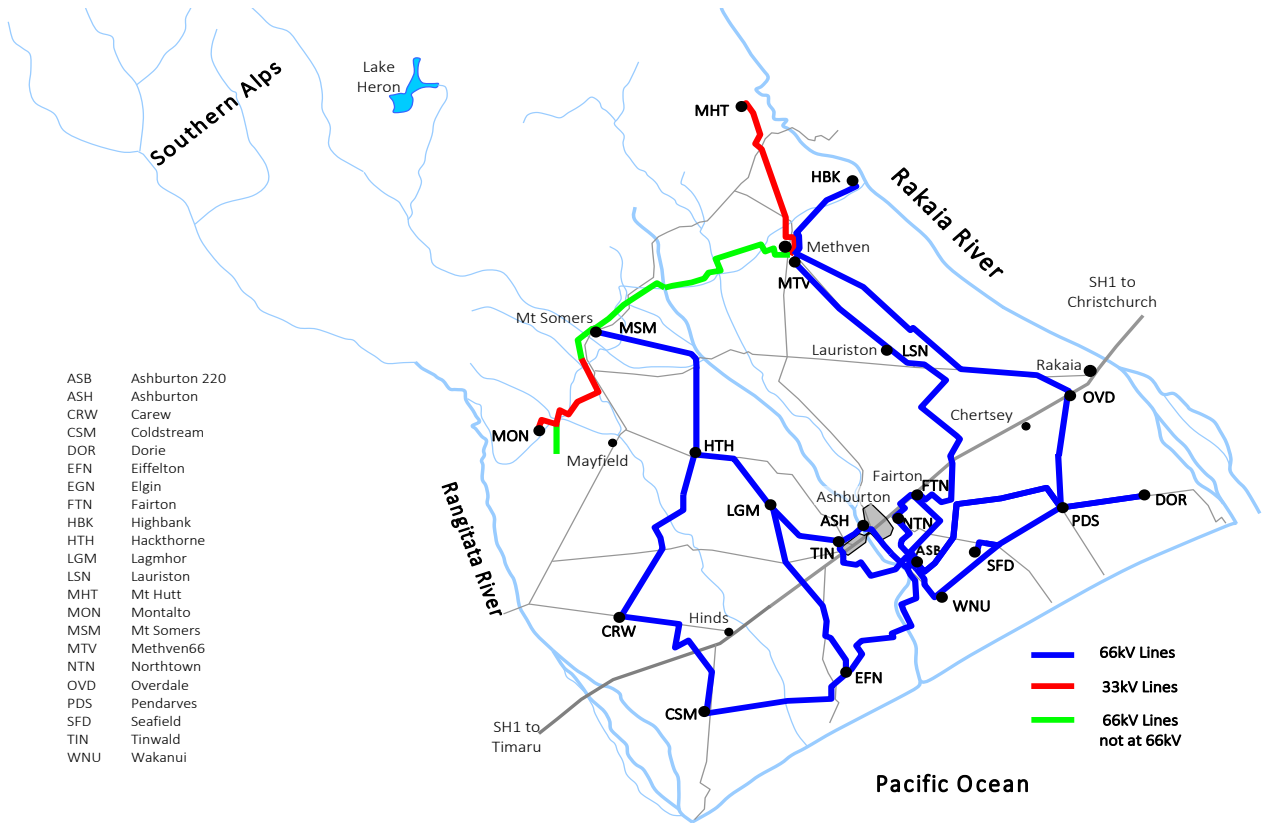 Lake
Heron
Southern Alps
MHT
HBK
Rakaia River
Methven
MTV
SH1 to
Christchurch
Mt Somers
MSM
Lauriston
LSN
Rakaia
OVD
Chertsey
MON
Mayfield
HTH
Fairton
FTN
Ashburton
LGM
ASH
NTN
DOR
PDS
TIN
ASB
SFD
Rangitata River
WNU
CRW
Hinds
EFN
CSM
SH1 to
Timaru
Pacific Ocean
ASB Ashburton 220
ASH Ashburton
CRW Carew
CSM Coldstream
DOR Dorie
EFN Eiffelton
EGN Elgin
FTN Fairton
HBK Highbank
HTH Hackthorne
LGM Lagmhor
LSN Lauriston
MHT Mt Hutt
MON Montalto
MSM Mt Somers
MTV Methven66
NTN Northtown
OVD Overdale
PDS Pendarves
SFD Seafield
TIN Tinwald
WNU Wakanui
66kV Lines
33kV Lines
66kV Lines
not at 66kV